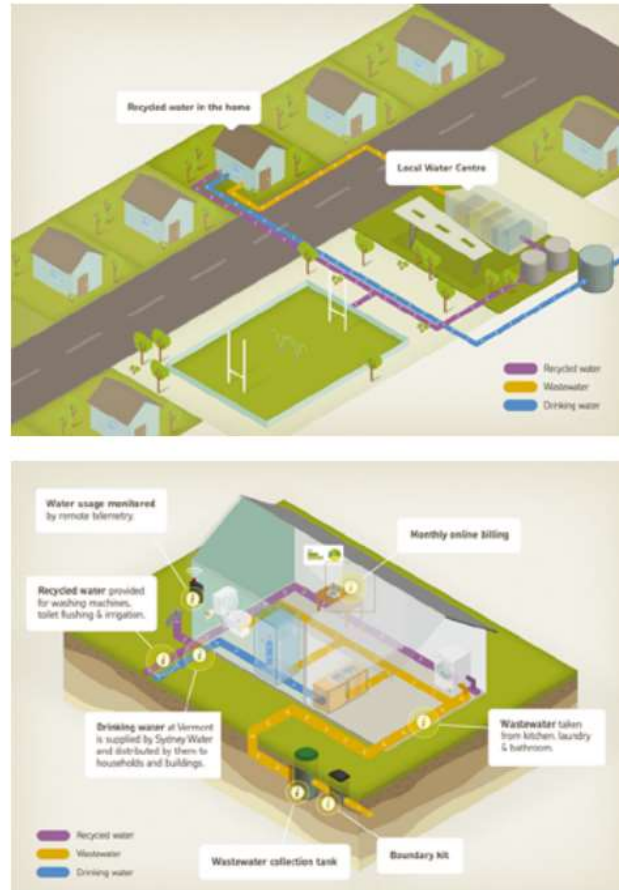 Recycled water in the home
Local Water Centre
Recycled water
Wastewater
Drinking water
Water usage monitored
by remote telemetry.
Monthly online billing
Recycled water provided
for washing machines,
toilet flushing & irrigation.
Drinking water at Vermont
is supplied by Sydney Water
and distributed by them to
households and buildings.
Wastewater taken
from kitchen, laundry
& bathroom.
Recycled water
Wastewater
Drinking water
Wastewater collection tank
Boundary kit